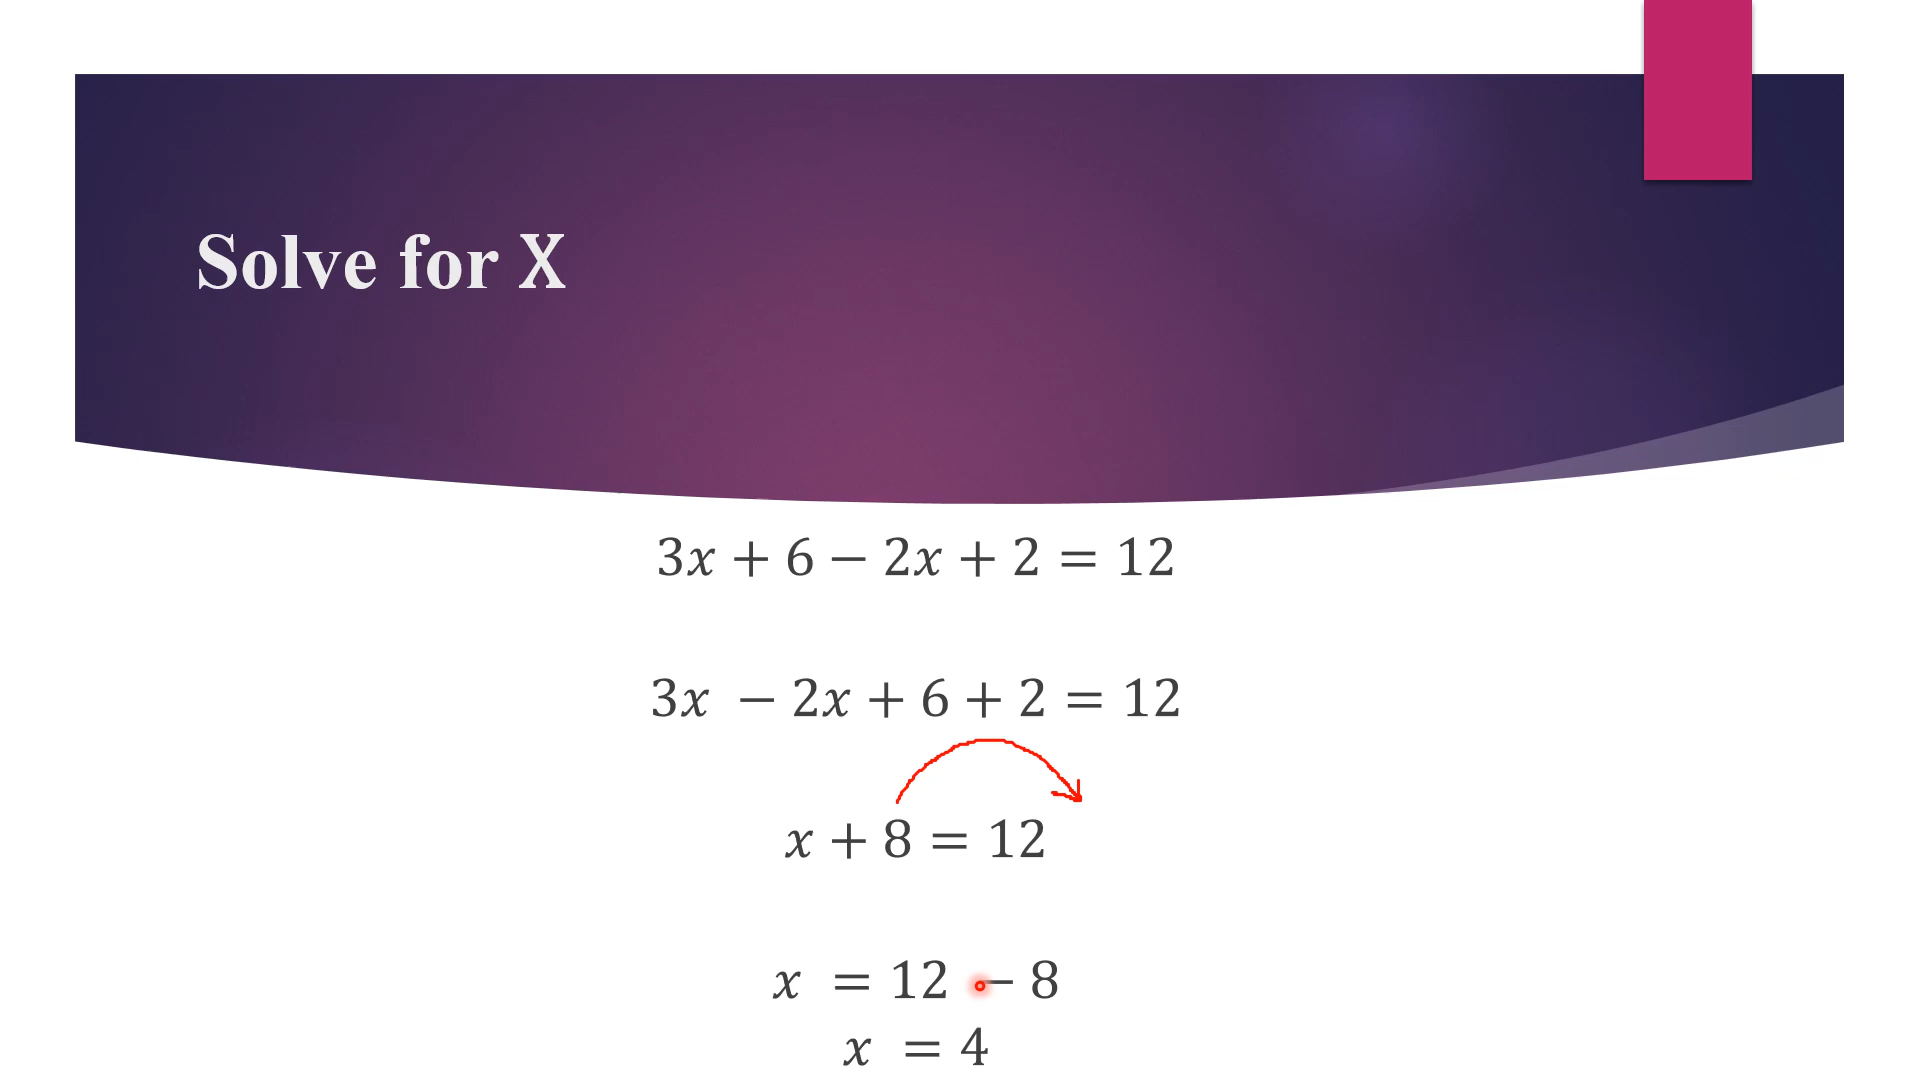 Solve for X
3x + 6 − 2x + 2 = 12
3x − 2x + 6 + 2 = 12
x + 8 = 12
x = 12 − 8
x = 4